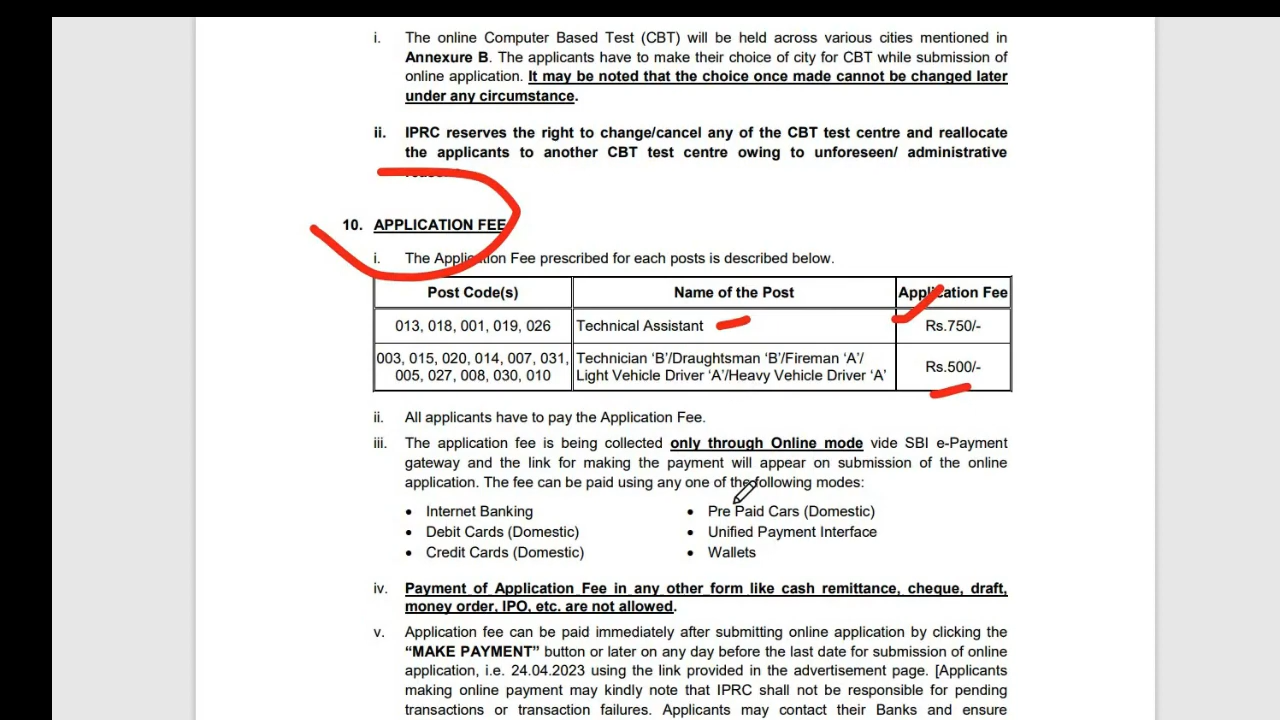 i. The online Computer Based Test (CBT) will be held across various cities mentioned in
Annexure B. The applicants have to make their choice of city for CBT while submission of
online application. It may be noted that the choice once made cannot be changed later
under any circumstance.
ii. IPRC reserves the right to change/cancel any of the CBT test centre and reallocate
the applicants to another CBT test centre owing to unforeseen/ administrative
10. APPLICATION FEE
i. The Application Fee prescribed for each posts is described below.
Post Code(s) Name of the Post Application Fee
013, 018, 001, 019, 026 Technical Assistant Rs.750/-
003, 015, 020, 014, 007, 031, Technician ‘B’/Draughtsman ‘B’/Fireman ‘A’/
005, 027, 008, 030, 010 Light Vehicle Driver ‘A’/Heavy Vehicle Driver ‘A’ Rs.500/-
ii. All applicants have to pay the Application Fee.
iii. The application fee is being collected only through Online mode vide SBI e-Payment
gateway and the link for making the payment will appear on submission of the online
application. The fee can be paid using any one of the following modes:
• Internet Banking • Pre Paid Cars (Domestic)
• Debit Cards (Domestic) • Unified Payment Interface
• Credit Cards (Domestic) • Wallets
iv. Payment of Application Fee in any other form like cash remittance, cheque, draft,
money order, IPO, etc. are not allowed.
v. Application fee can be paid immediately after submitting online application by clicking the
“MAKE PAYMENT” button or later on any day before the last date for submission of online
application, i.e. 24.04.2023 using the link provided in the advertisement page. [Applicants
making online payment may kindly note that IPRC shall not be responsible for pending
transactions or transaction failures. Applicants may contact their Banks and ensure